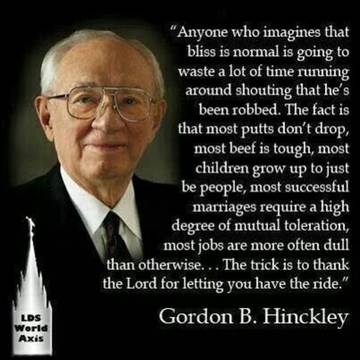 “Anyone who imagines that
bliss is normal is going to
waste a lot of time running
around shouting that he’s
been robbed. The fact is
that most putts don’t drop,
most beef is tough, most
children grow up to just
be people, most successful
marriages require a high
degree of mutual toleration,
most jobs are more often dull
than otherwise. . . The trick is to thank
the Lord for letting you have the ride.”
Gordon B. Hinckley
LDS
World
Axis